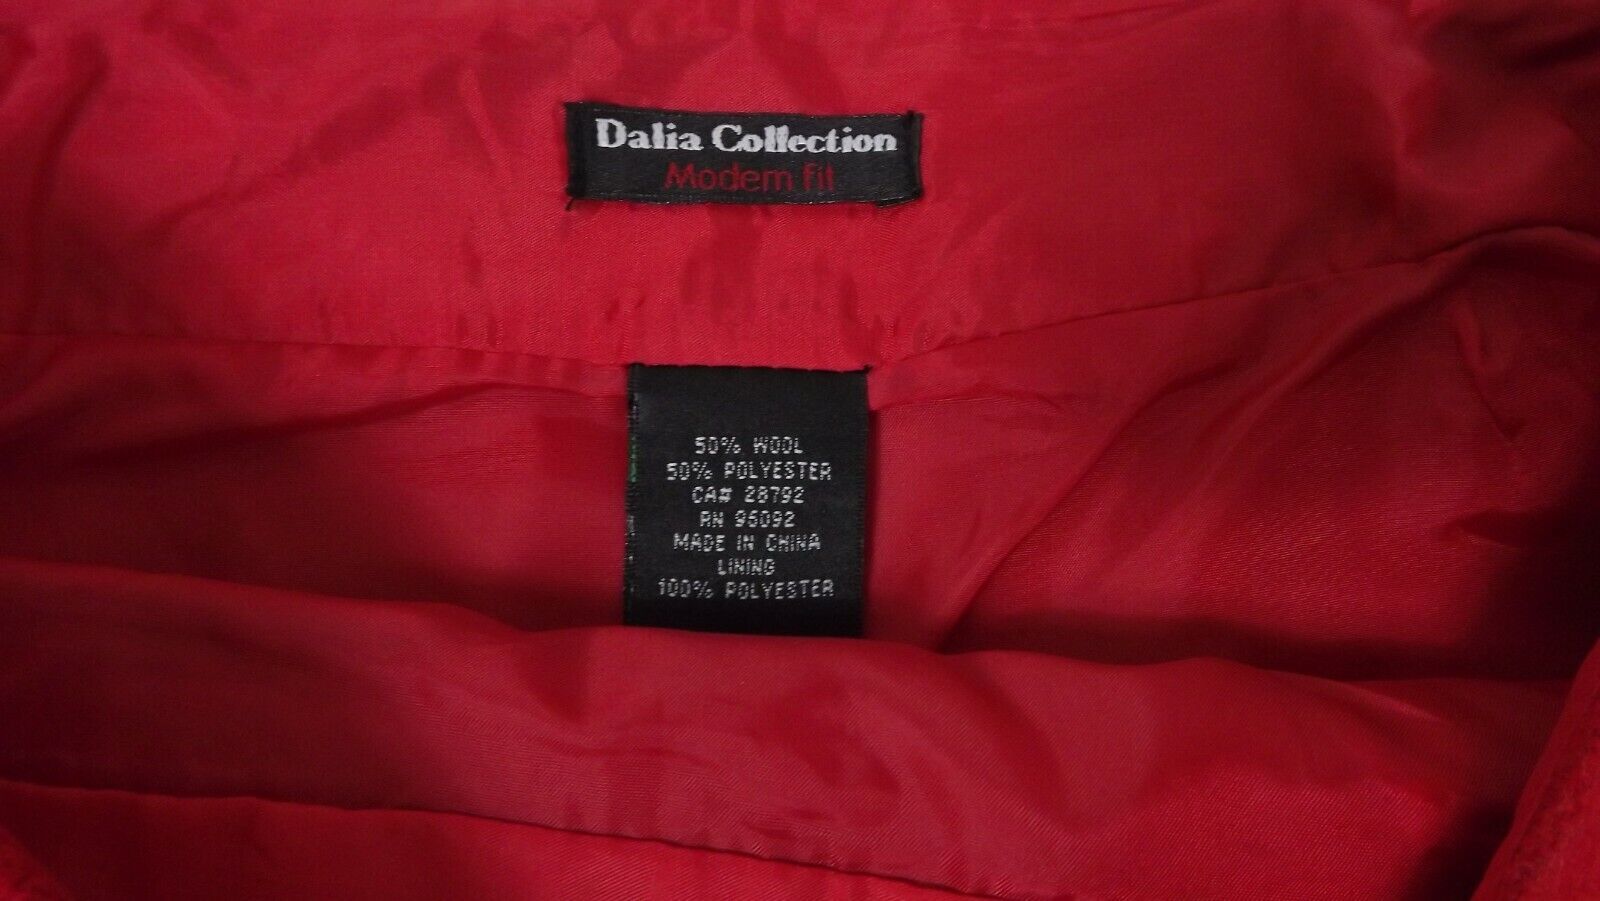 Dalia Collection
Modern fit
50% WOOL
50% POLYESTER
CA# 28792
RN 95092
MADE IN CHINA
LINING
100% POLYESTER